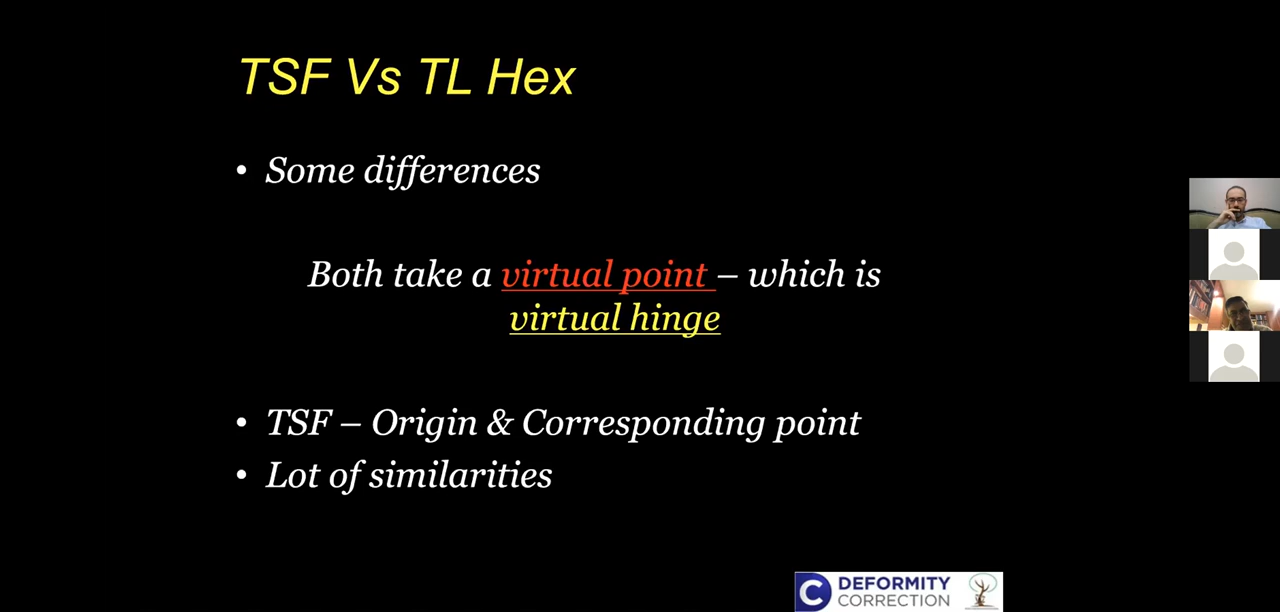 TSF Vs TL Hex
• Some differences
Both take a virtual point – which is
virtual hinge
• TSF – Origin & Corresponding point
• Lot of similarities
C DEFORMITY
CORRECTION